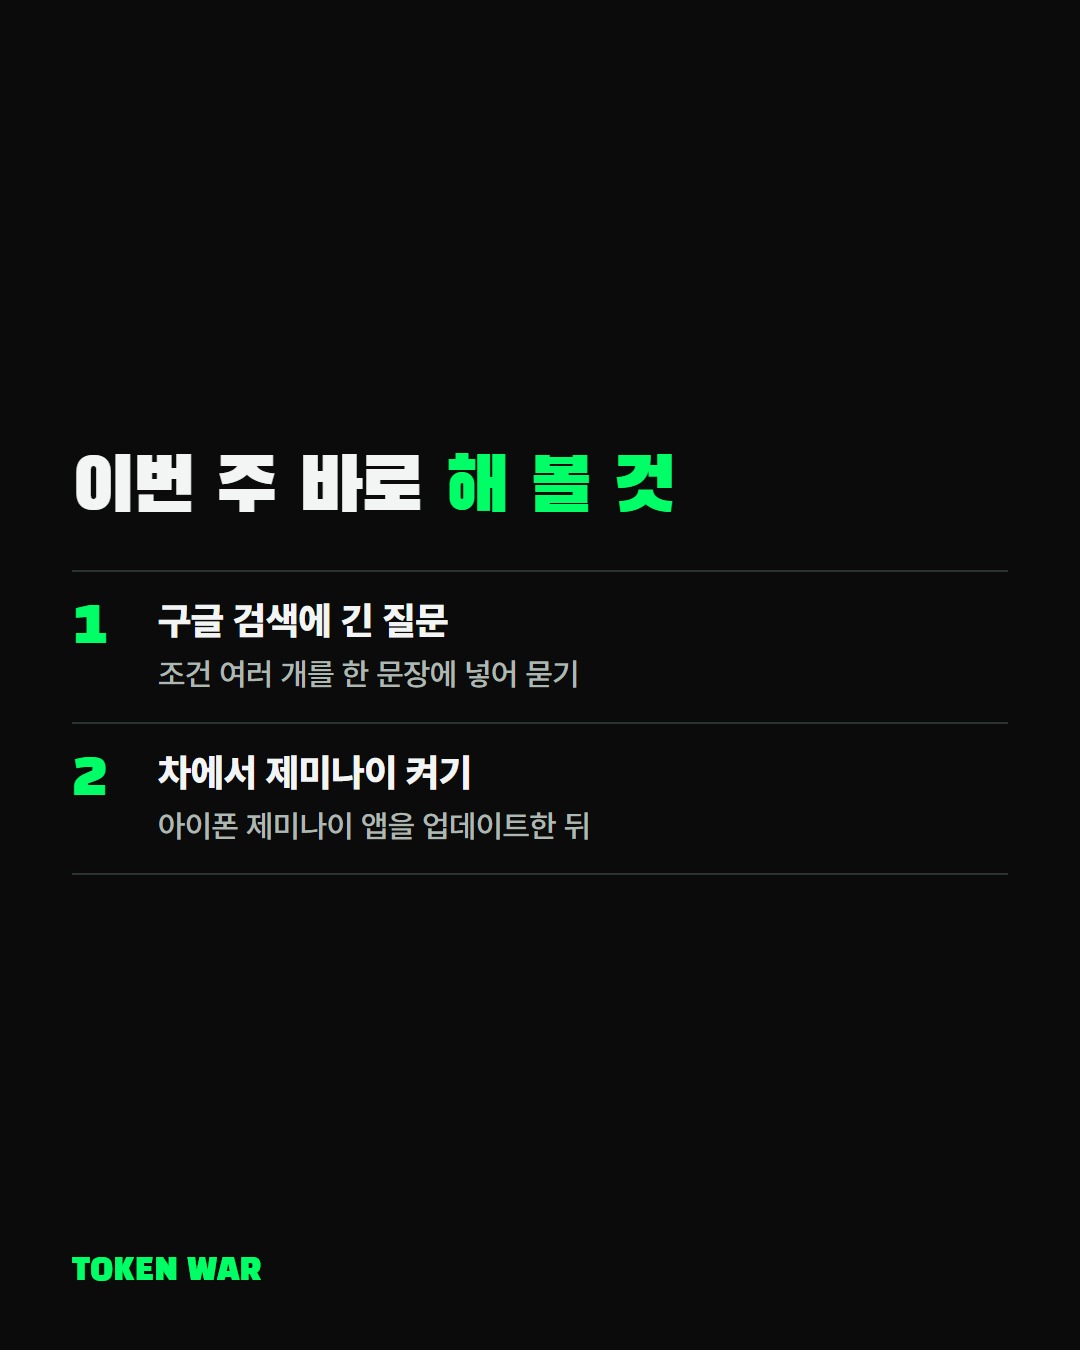 이번 주 바로 해 볼 것
1
구글 검색에 긴 질문
조건 여러 개를 한 문장에 넣어 묻기
2
차에서 제미나이 켜기
아이폰 제미나이 앱을 업데이트한 뒤
TOKEN WAR